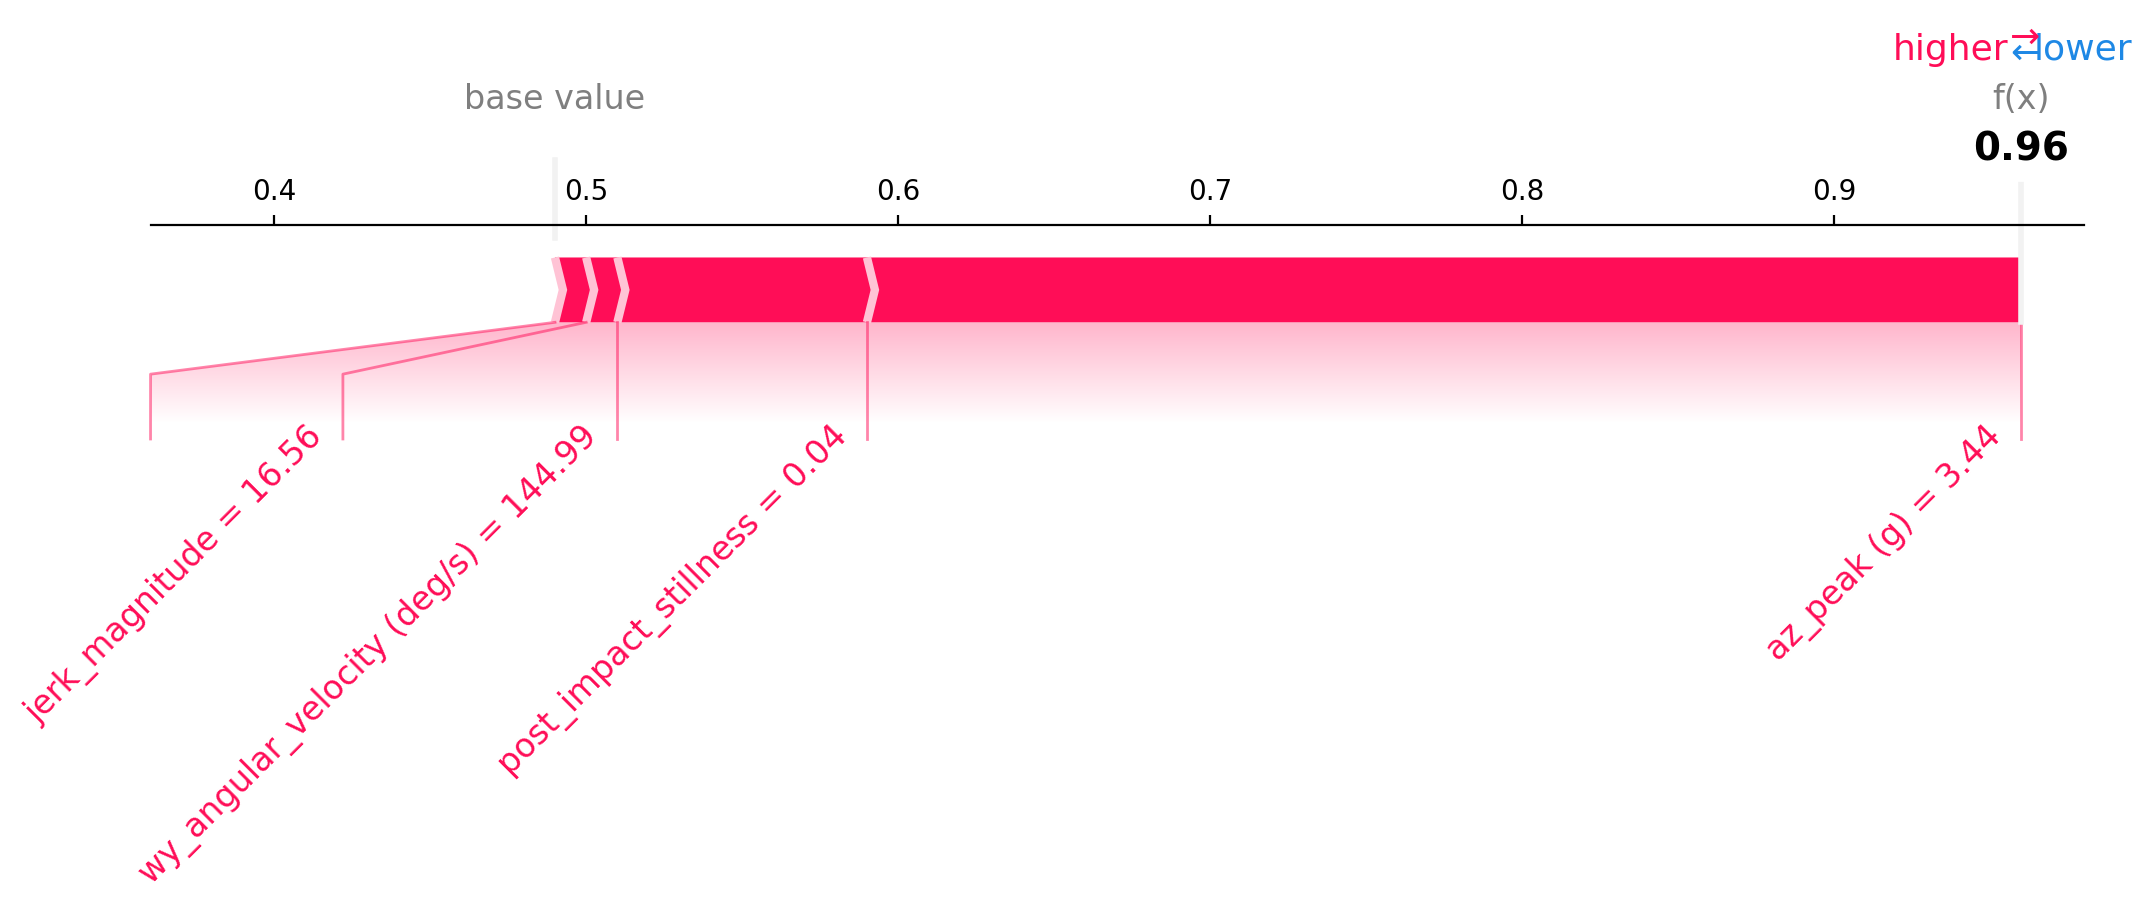 higher ⇄ lower
base value
f(x)
0.96
0.4 0.5 0.6 0.7 0.8 0.9
jerk_magnitude = 16.56
wy_angular_velocity (deg/s) = 144.99
post_impact_stillness = 0.04
az_peak (g) = 3.44